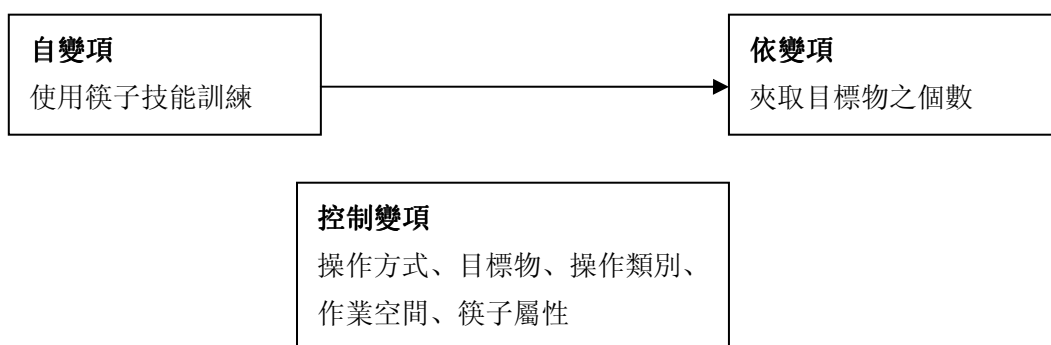 自變項
使用筷子技能訓練
依變項
夾取目標物之個數
控制變項
操作方式、目標物、操作類別、
作業空間、筷子屬性